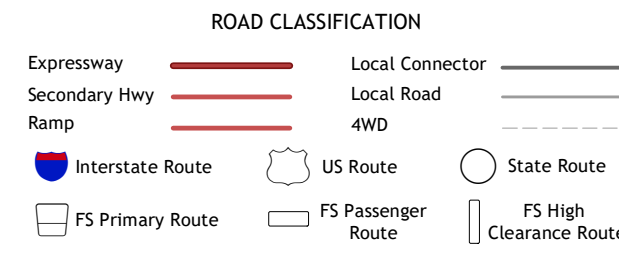 ROAD CLASSIFICATION
Expressway
Local Connector
Secondary Hwy
Local Road
Ramp
4WD
Interstate Route
US Route
State Route
FS Primary Route
FS Passenger
Route
FS High
Clearance Route